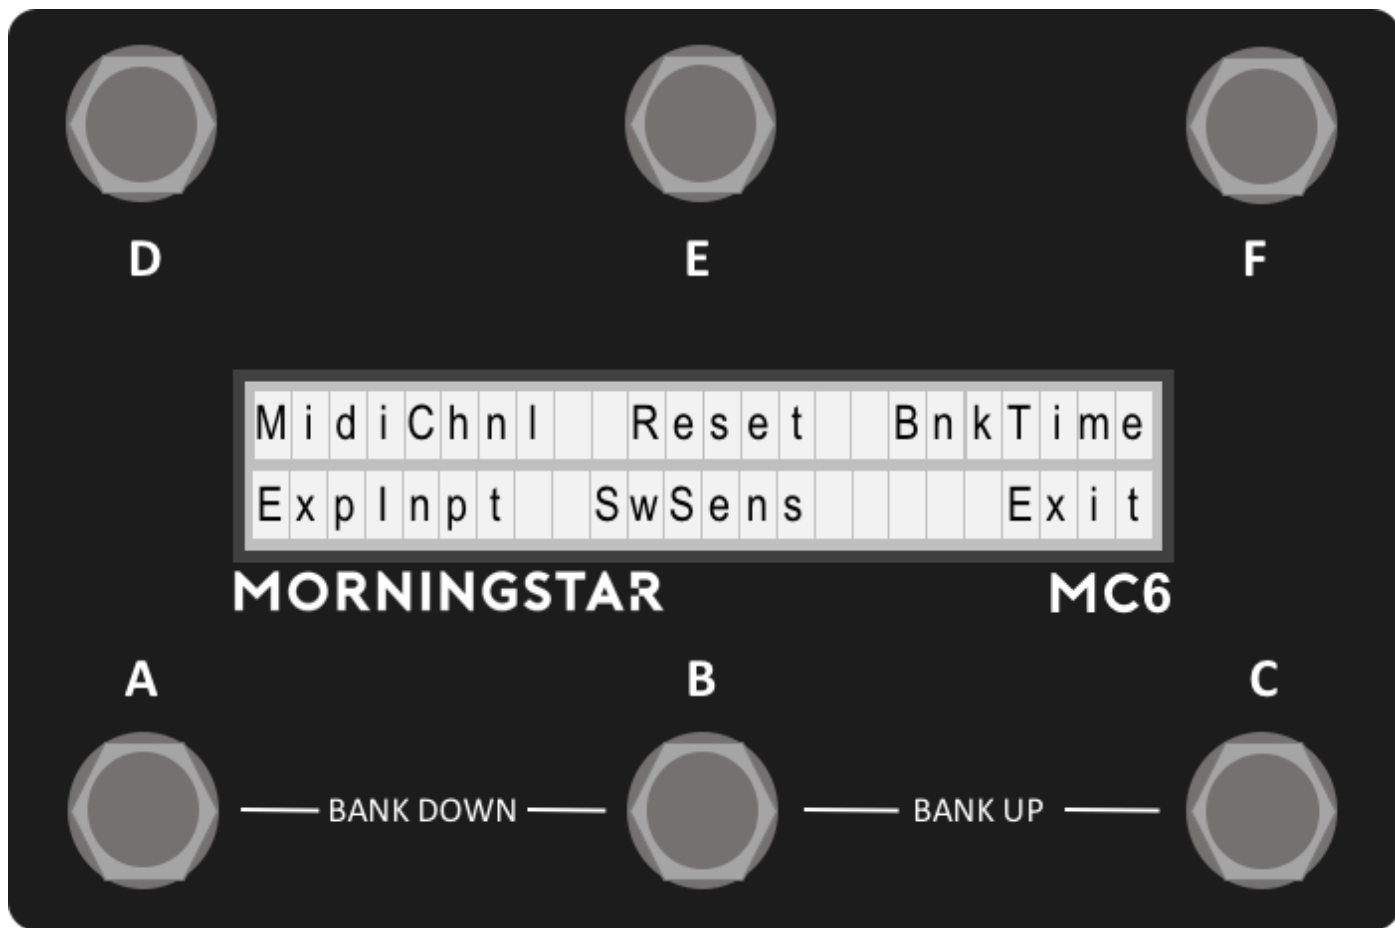 D E F
MidiChnl Reset BnkTime
ExpInpt SwSens Exit
MORNINGSTAR MC6
A B C
BANK DOWN BANK UP